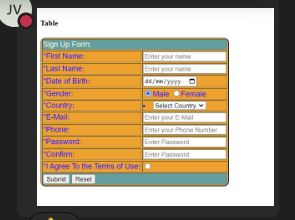 JV
Table
Sign Up Form:
*First Name: Enter your name
*Last Name: Enter your name
*Date of Birth: dd/mm/yyyy
*Gender: Male Female
*Country: Select Country
*E-Mail: Enter your E-Mail
*Phone: Enter your Phone Number
*Password: Enter Password
*Confirm: Enter Password
*I Agree To the Terms of Use:
Submit Reset